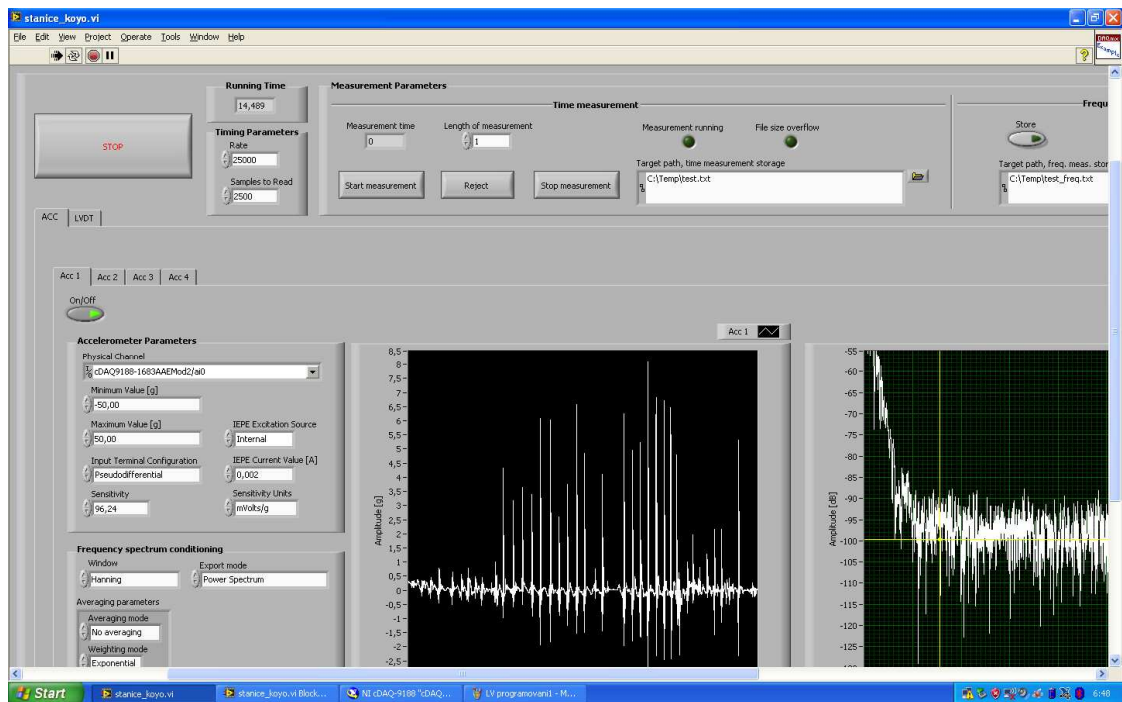 stanice_koyo.vi
File Edit View Project Operate Tools Window Help
DAQmx
Example
Running Time
14,489
Timing Parameters
Rate
25000
Samples to Read
2500
STOP
Measurement Parameters
Time measurement
Measurement time
0
Length of measurement
1
Measurement running
File size overflow
Start measurement
Reject
Stop measurement
Target path, time measurement storage
C:\Temp\test.txt
Frequ
Store
Target path, freq. meas. stor
C:\Temp\test_freq.txt
ACC LVDT
Acc 1 Acc 2 Acc 3 Acc 4
On/Off
Accelerometer Parameters
Physical Channel
cDAQ9188-1683AAEMod2/ai0
Minimum Value [g]
-50,00
Maximum Value [g]
50,00
IEPE Excitation Source
Internal
Input Terminal Configuration
Pseudodifferential
IEPE Current Value [A]
0,002
Sensitivity
96,24
Sensitivity Units
mVolts/g
Frequency spectrum conditioning
Window
Hanning
Export mode
Power Spectrum
Averaging parameters
Averaging mode
No averaging
Weighting mode
Exponential
Acc 1
Amplitude [g]
8,5
8
7,5
7
6,5
6
5,5
5
4,5
4
3,5
3
2,5
2
1,5
1
0,5
0
-0,5
-1
-1,5
-2
-2,5
Amplitude [dB]
-55
-60
-65
-70
-75
-80
-85
-90
-95
-100
-105
-110
-115
-120
-125
Start
stanice_koyo.vi
stanice_koyo.vi Block...
NI cDAQ-9188 "cDAQ...
LV programovani1 - M...
6:48